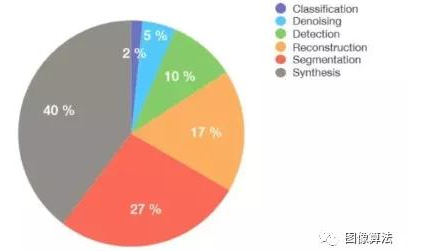 Classification
Denoising
Detection
Reconstruction
Segmentation
Synthesis
2 %
5 %
10 %
17 %
27 %
40 %
图像算法